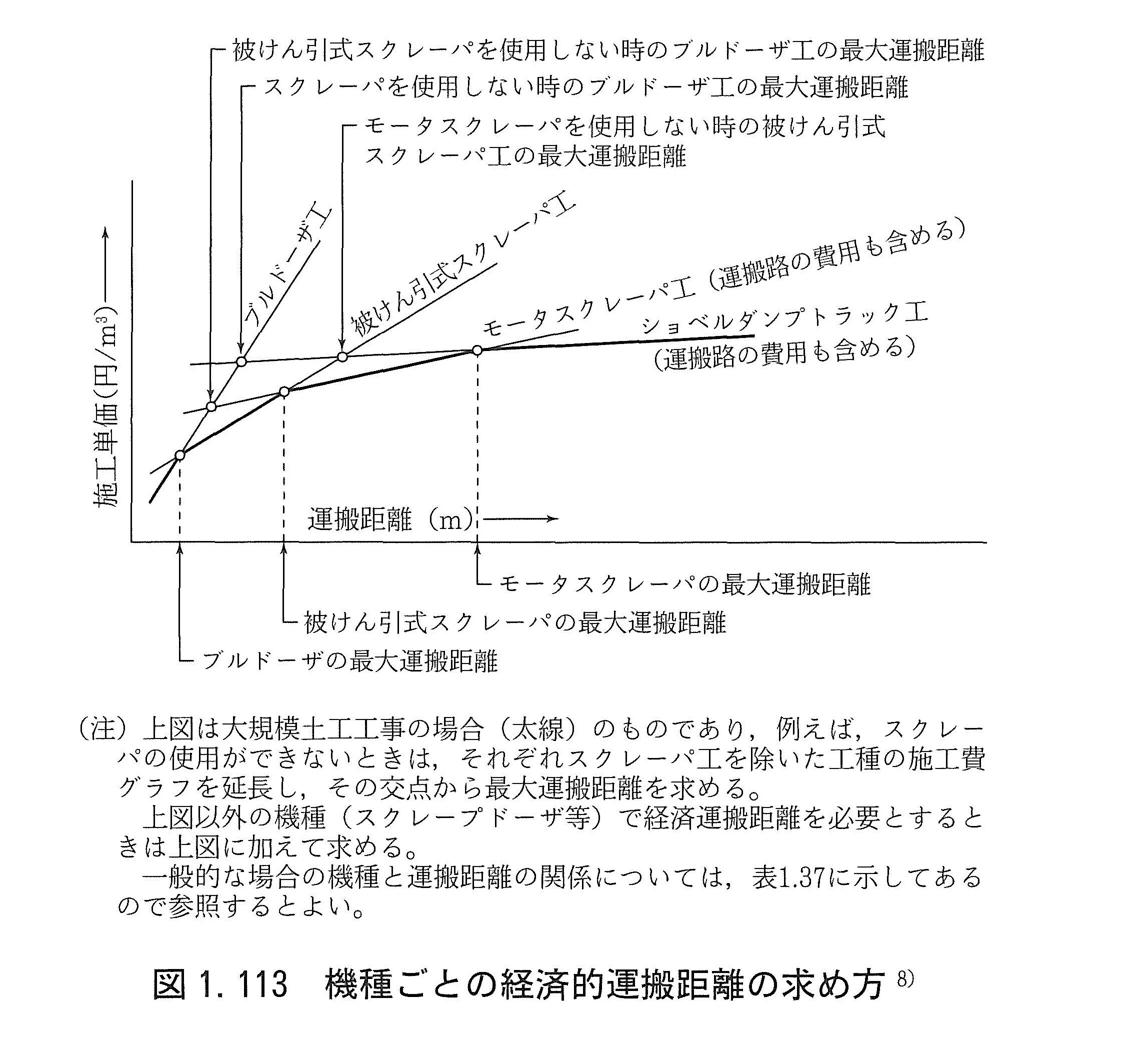 被けん引式スクレーパを使用しない時のブルドーザ工の最大運搬距離
スクレーパを使用しない時のブルドーザ工の最大運搬距離
モータスクレーパを使用しない時の被けん引式
スクレーパ工の最大運搬距離
ブルドーザ工
被けん引式スクレーパ工
モータスクレーパ工（運搬路の費用も含める）
ショベルダンプトラック工
（運搬路の費用も含める）
施工単価(円/m³)
運搬距離（m）
モータスクレーパの最大運搬距離
被けん引式スクレーパの最大運搬距離
ブルドーザの最大運搬距離
（注）上図は大規模土工工事の場合（太線）のものであり，例えば，スクレー
パの使用ができないときは，それぞれスクレーパ工を除いた工種の施工費
グラフを延長し，その交点から最大運搬距離を求める。
上図以外の機種（スクレープドーザ等）で経済運搬距離を必要とすると
きは上図に加えて求める。
一般的な場合の機種と運搬距離の関係については，表1.37に示してある
ので参照するとよい。
図1.113　機種ごとの経済的運搬距離の求め方 8)